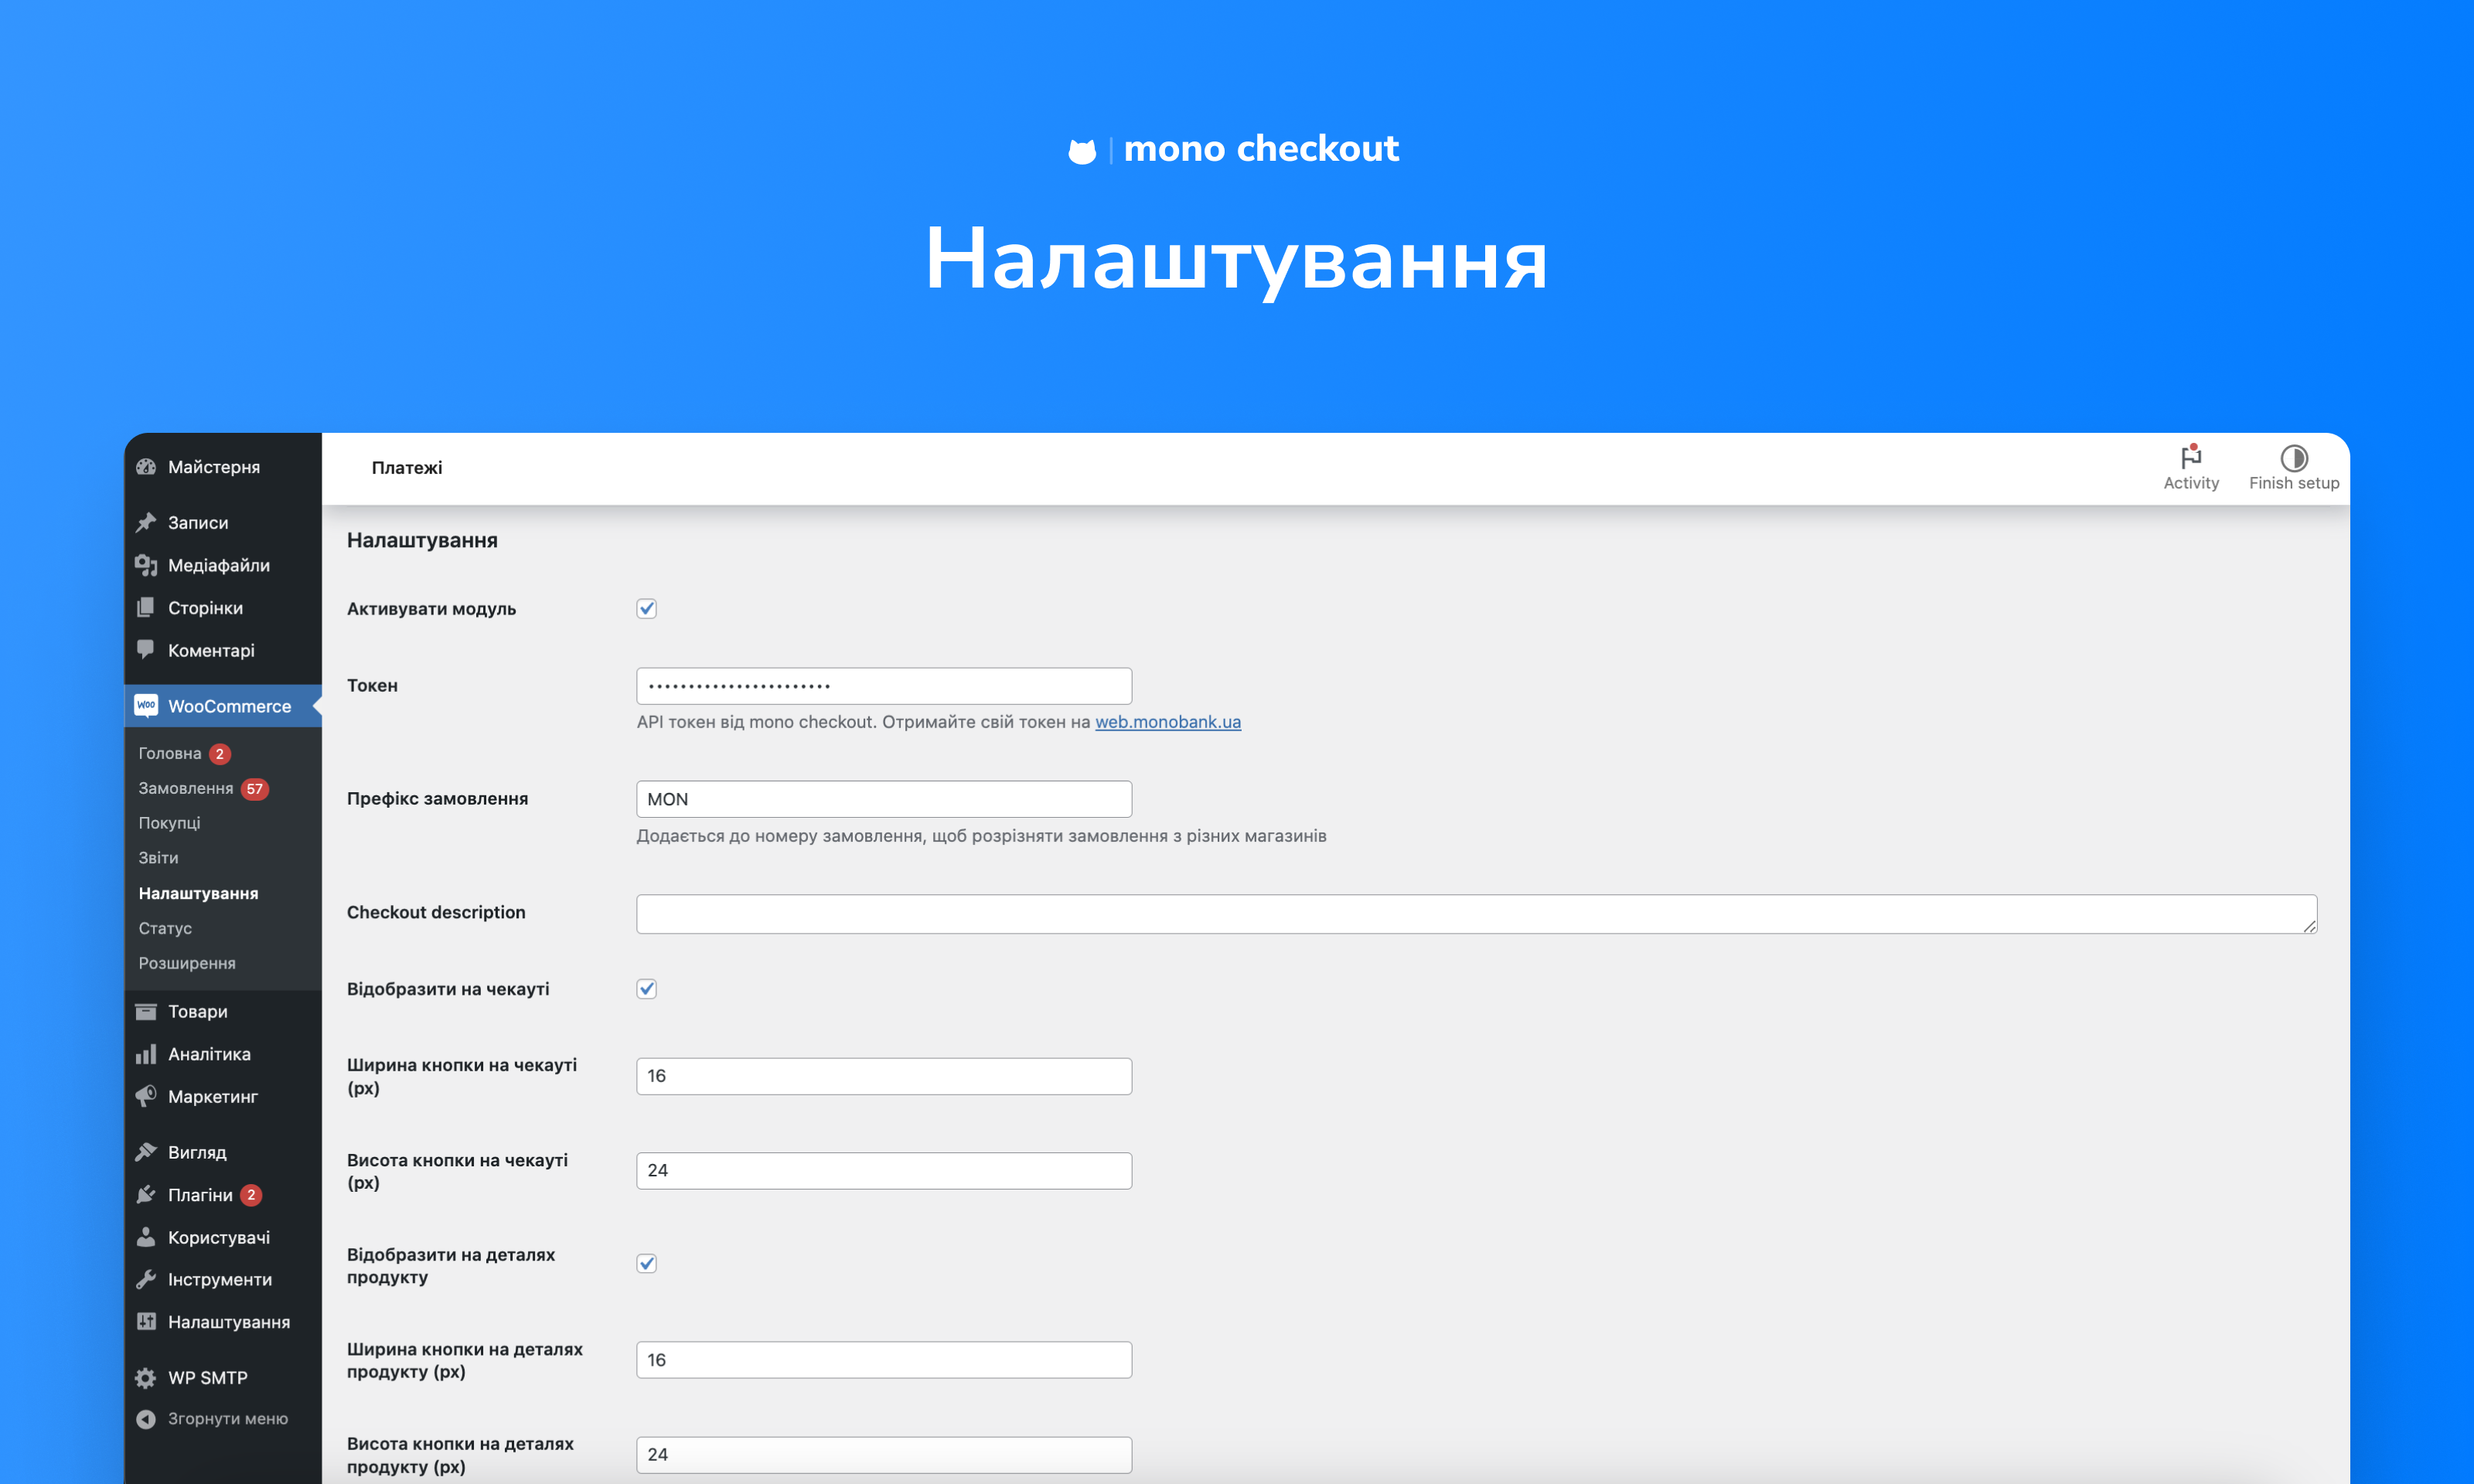 mono checkout
Налаштування
Майстерня
Записи
Медіафайли
Сторінки
Коментарі
Woo
WooCommerce
Головна 2
Замовлення 57
Покупці
Звіти
Налаштування
Статус
Розширення
Товари
Аналітика
Маркетинг
Вигляд
Плагіни 2
Користувачі
Інструменти
Налаштування
WP SMTP
Згорнути меню
Платежі
Activity
Finish setup
Налаштування
Активувати модуль
Токен
•••••••••••••••••••••••
API токен від mono checkout. Отримайте свій токен на web.monobank.ua
Префікс замовлення
MON
Додається до номеру замовлення, щоб розрізняти замовлення з різних магазинів
Checkout description
Відобразити на чекауті
Ширина кнопки на чекауті
(px)
16
Висота кнопки на чекауті
(px)
24
Відобразити на деталях
продукту
Ширина кнопки на деталях
продукту (px)
16
Висота кнопки на деталях
продукту (px)
24